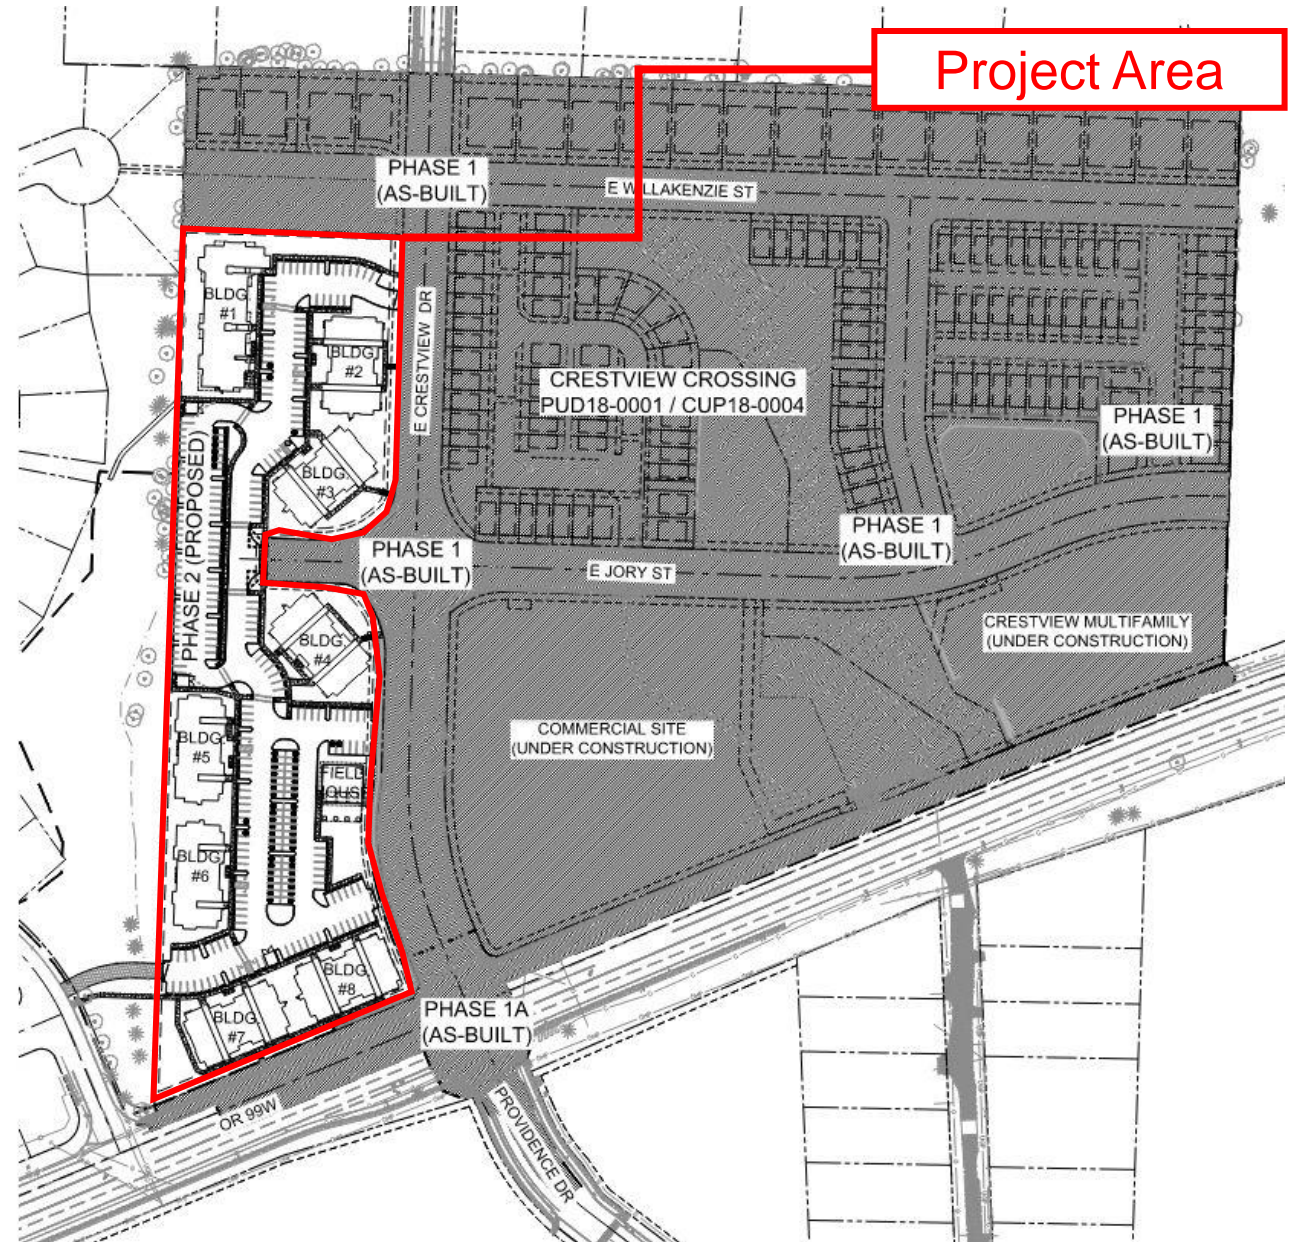 Project Area
PHASE 1
(AS-BUILT)
E WILLAKENZIE ST
BLDG.
#1
BLDG.
#2
E CRESTVIEW DR
CRESTVIEW CROSSING
PUD18-0001 / CUP18-0004
PHASE 1
(AS-BUILT)
BLDG.
#3
PHASE 2 (PROPOSED)
PHASE 1
(AS-BUILT)
PHASE 1
(AS-BUILT)
E JORY ST
BLDG.
#4
CRESTVIEW MULTIFAMILY
(UNDER CONSTRUCTION)
COMMERCIAL SITE
(UNDER CONSTRUCTION)
BLDG.
#5
FIELD
HOUSE
BLDG.
#6
BLDG.
#8
BLDG.
#7
PHASE 1A
(AS-BUILT)
OR 99W
PROVIDENCE DR